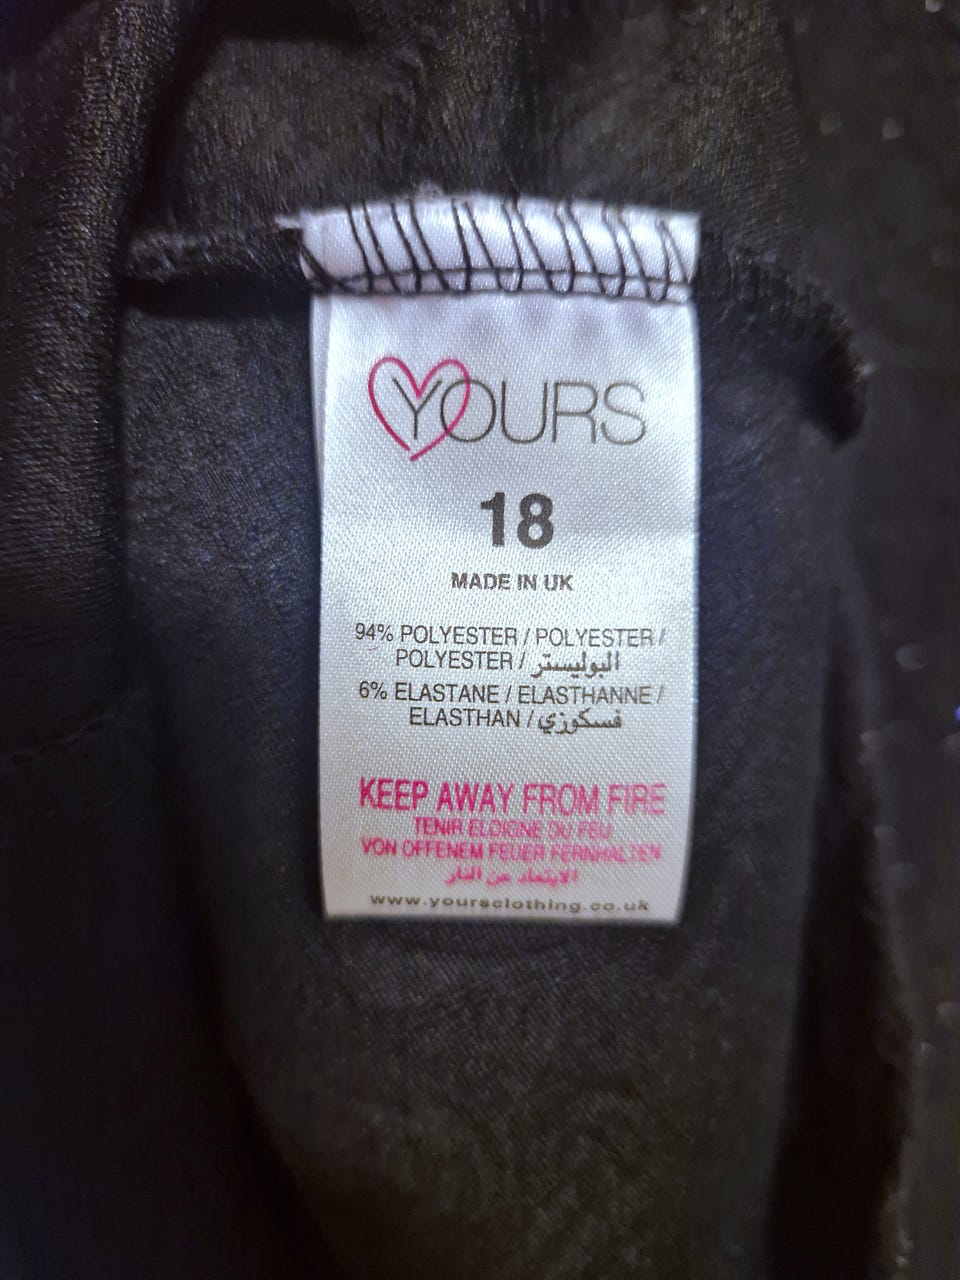 YOURS
18
MADE IN UK
94% POLYESTER / POLYESTER /
POLYESTER / البوليستر
6% ELASTANE / ELASTHANNE /
ELASTHAN / فسكوزي
KEEP AWAY FROM FIRE
TENIR ELOIGNE DU FEU
VON OFFENEM FEUER FERNHALTEN
الابتعاد عن النار
www.yoursclothing.co.uk